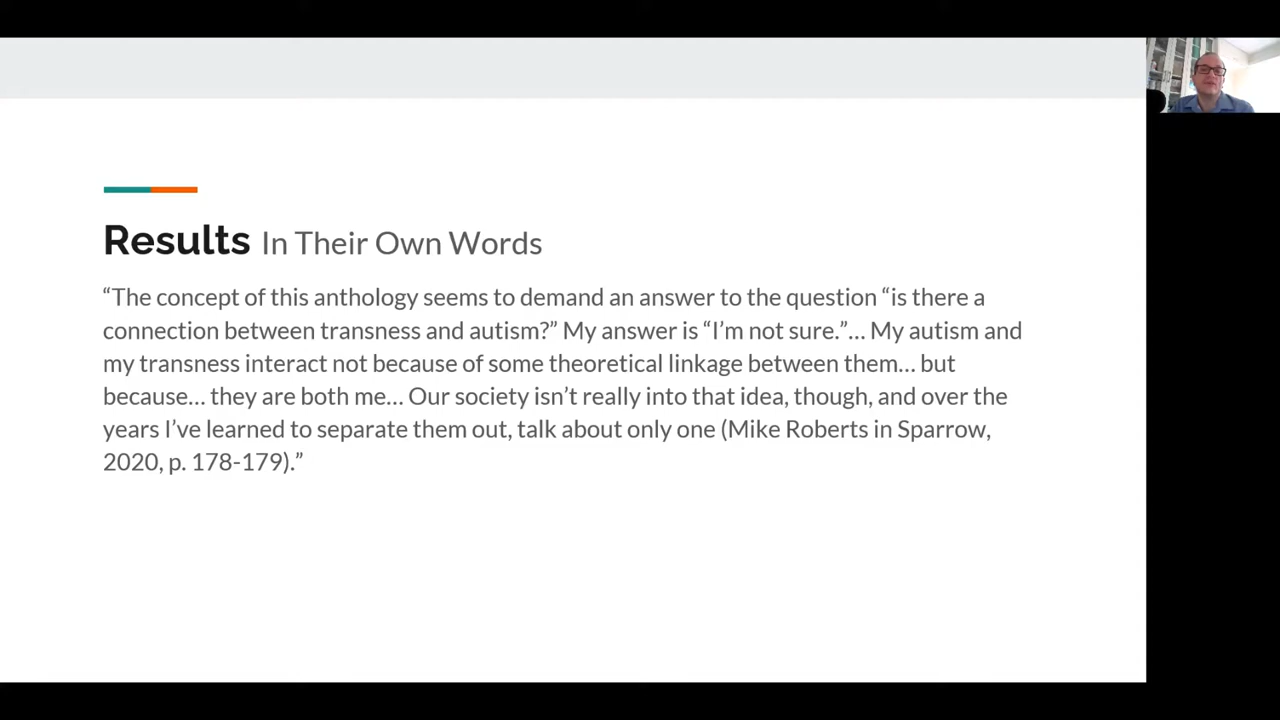 Results In Their Own Words
“The concept of this anthology seems to demand an answer to the question “is there a
connection between transness and autism?” My answer is “I’m not sure.”… My autism and
my transness interact not because of some theoretical linkage between them… but
because… they are both me… Our society isn’t really into that idea, though, and over the
years I’ve learned to separate them out, talk about only one (Mike Roberts in Sparrow,
2020, p. 178-179).”